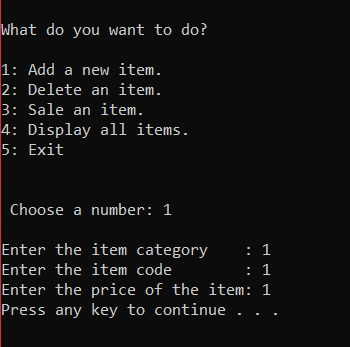 What do you want to do?
1: Add a new item.
2: Delete an item.
3: Sale an item.
4: Display all items.
5: Exit
Choose a number: 1
Enter the item category    : 1
Enter the item code        : 1
Enter the price of the item: 1
Press any key to continue . . .